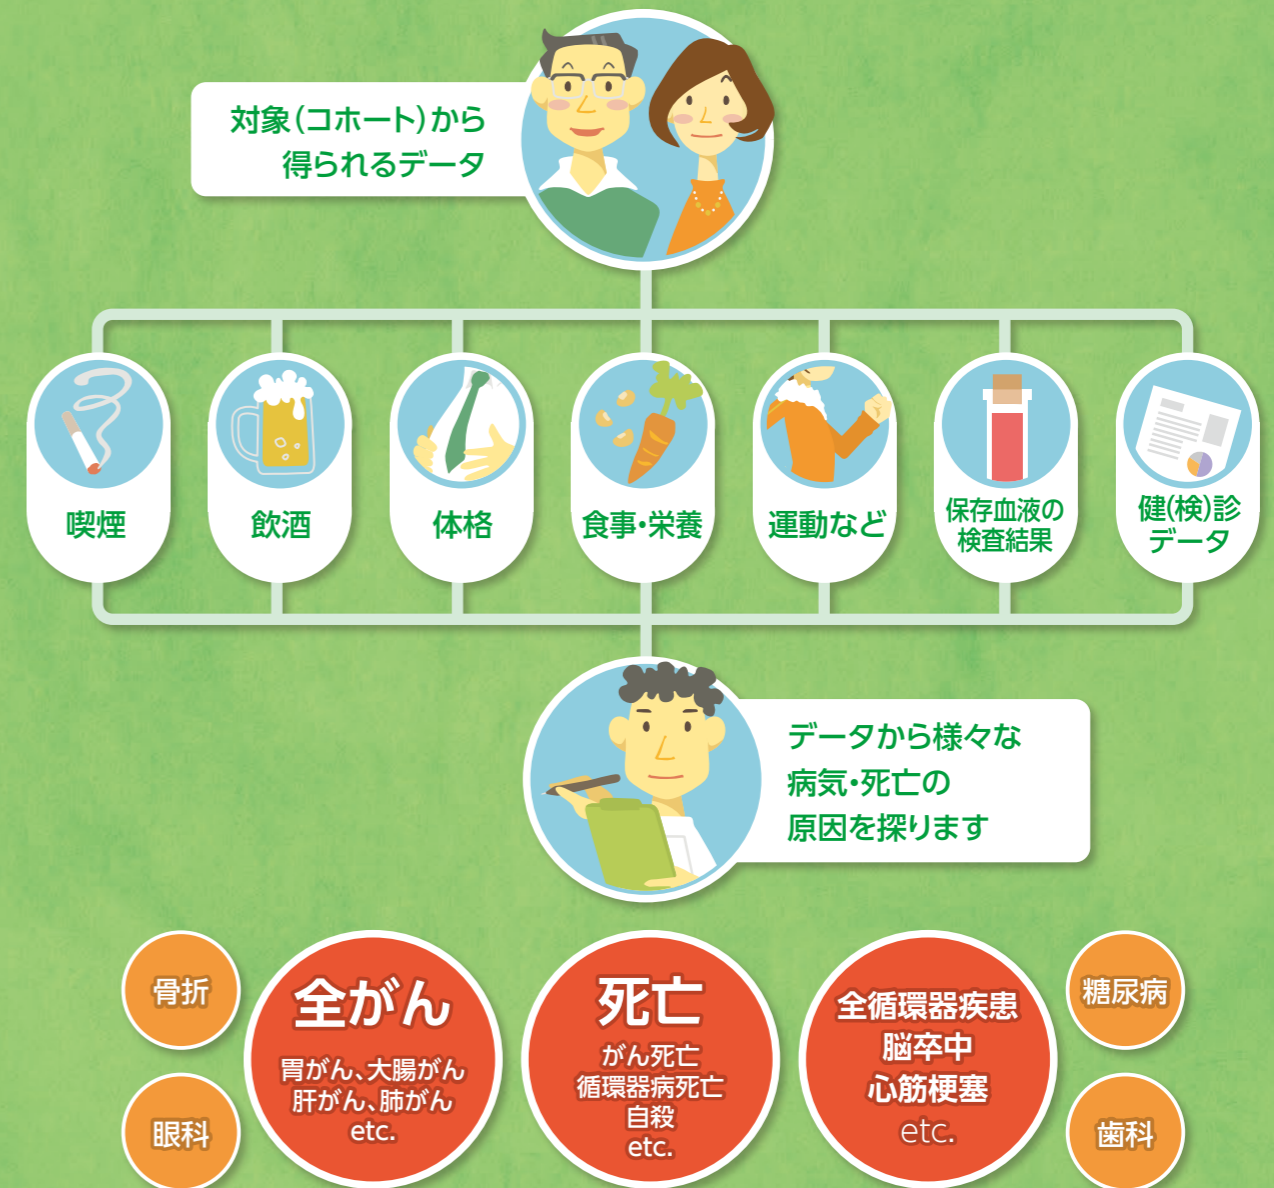 対象(コホート)から
得られるデータ
喫煙
飲酒
体格
食事・栄養
運動など
保存血液の
検査結果
健(検)診
データ
データから様々な
病気・死亡の
原因を探ります
骨折
眼科
全がん
胃がん、大腸がん
肝がん、肺がん
etc.
死亡
がん死亡
循環器病死亡
自殺
etc.
全循環器疾患
脳卒中
心筋梗塞
etc.
糖尿病
歯科